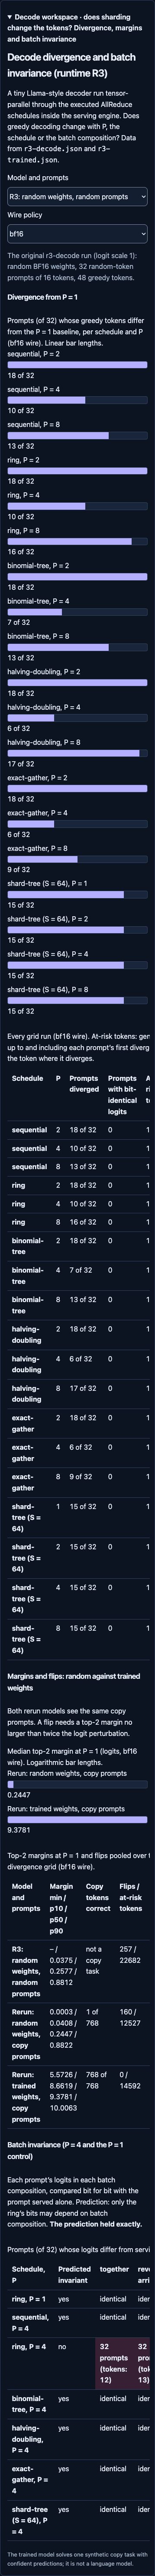 ▼ Decode workspace · does sharding
change the tokens? Divergence, margins
and batch invariance
Decode divergence and batch
invariance (runtime R3)
A tiny Llama-style decoder run tensor-
parallel through the executed AllReduce
schedules inside the serving engine. Does
greedy decoding change with P, the
schedule or the batch composition? Data
from r3-decode.json and r3-
trained.json.
Model and prompts
R3: random weights, random prompts
Wire policy
bf16
The original r3-decode run (logit scale 1):
random BF16 weights, 32 random-token
prompts of 16 tokens, 48 greedy tokens.
Divergence from P = 1
Prompts (of 32) whose greedy tokens differ
from the P = 1 baseline, per schedule and P
(bf16 wire). Linear bar lengths.
sequential, P = 2
18 of 32
sequential, P = 4
10 of 32
sequential, P = 8
13 of 32
ring, P = 2
18 of 32
ring, P = 4
10 of 32
ring, P = 8
16 of 32
binomial-tree, P = 2
18 of 32
binomial-tree, P = 4
7 of 32
binomial-tree, P = 8
13 of 32
halving-doubling, P = 2
18 of 32
halving-doubling, P = 4
6 of 32
halving-doubling, P = 8
17 of 32
exact-gather, P = 2
18 of 32
exact-gather, P = 4
6 of 32
exact-gather, P = 8
9 of 32
shard-tree (S = 64), P = 1
15 of 32
shard-tree (S = 64), P = 2
15 of 32
shard-tree (S = 64), P = 4
15 of 32
shard-tree (S = 64), P = 8
15 of 32
Every grid run (bf16 wire). At-risk tokens: gen
up to and including each prompt's first diverg
the token where it diverges.
Schedule P Prompts diverged Prompts with bit-identical logits
sequential 2 18 of 32 0 1
sequential 4 10 of 32 0 1
sequential 8 13 of 32 0 1
ring 2 18 of 32 0 1
ring 4 10 of 32 0 1
ring 8 16 of 32 0 1
binomial-tree 2 18 of 32 0 1
binomial-tree 4 7 of 32 0 1
binomial-tree 8 13 of 32 0 1
halving-doubling 2 18 of 32 0 1
halving-doubling 4 6 of 32 0 1
halving-doubling 8 17 of 32 0 1
exact-gather 2 18 of 32 0 1
exact-gather 4 6 of 32 0 1
exact-gather 8 9 of 32 0 1
shard-tree (S = 64) 1 15 of 32 0 1
shard-tree (S = 64) 2 15 of 32 0 1
shard-tree (S = 64) 4 15 of 32 0 1
shard-tree (S = 64) 8 15 of 32 0 1
Margins and flips: random against trained
weights
Both rerun models see the same copy
prompts. A flip needs a top-2 margin no
larger than twice the logit perturbation.
Median top-2 margin at P = 1 (logits, bf16
wire). Logarithmic bar lengths.
Rerun: random weights, copy prompts
0.2447
Rerun: trained weights, copy prompts
9.3781
Top-2 margins at P = 1 and flips pooled over t
divergence grid (bf16 wire).
Model and prompts Margin min / p10 / p50 / p90 Copy tokens correct Flips / at-risk tokens
R3: random weights, random prompts – / 0.0375 / 0.2577 / 0.8812 not a copy task 257 / 22682
Rerun: random weights, copy prompts 0.0003 / 0.0408 / 0.2447 / 0.8822 1 of 768 160 / 12527
Rerun: trained weights, copy prompts 5.5726 / 8.6619 / 9.3781 / 10.0063 768 of 768 0 / 14592
Batch invariance (P = 4 and the P = 1
control)
Each prompt's logits in each batch
composition, compared bit for bit with the
prompt served alone. Prediction: only the
ring's bits may depend on batch
composition. The prediction held exactly.
Prompts (of 32) whose logits differ from servi
Schedule, P Predicted invariant together reve arri
ring, P = 1 yes identical iden
sequential, P = 4 yes identical iden
ring, P = 4 no 32 prompts (tokens: 12) 32 pro (tok 13)
binomial-tree, P = 4 yes identical iden
halving-doubling, P = 4 yes identical iden
exact-gather, P = 4 yes identical iden
shard-tree (S = 64), P = 4 yes identical iden
The trained model solves one synthetic copy task with
confident predictions; it is not a language model.